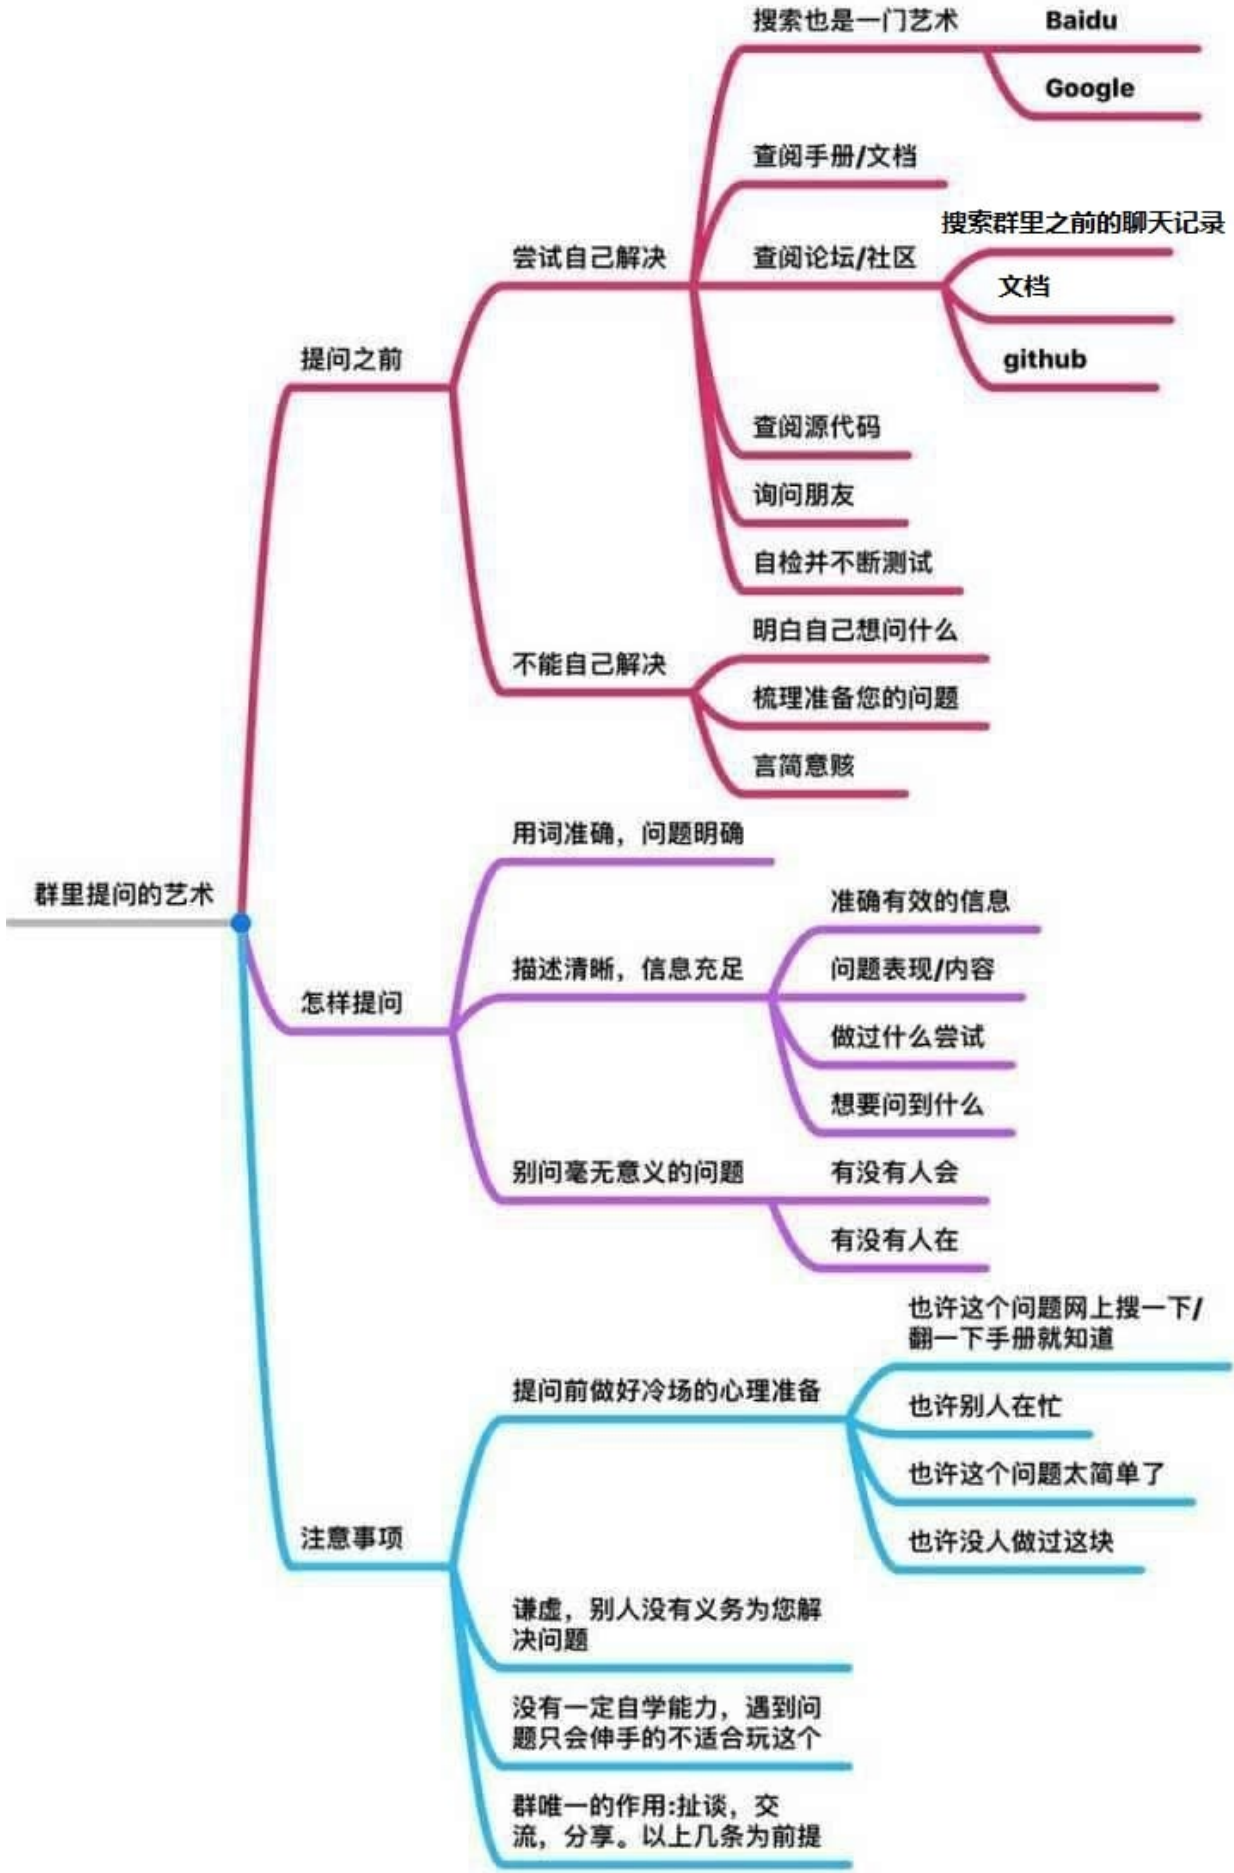 搜索也是一门艺术
Baidu
Google
查阅手册/文档
搜索群里之前的聊天记录
尝试自己解决
查阅论坛/社区
文档
提问之前
github
查阅源代码
询问朋友
自检并不断测试
明白自己想问什么
不能自己解决
梳理准备您的问题
言简意赅
用词准确，问题明确
群里提问的艺术
准确有效的信息
描述清晰，信息充足
问题表现/内容
怎样提问
做过什么尝试
想要问到什么
别问毫无意义的问题
有没有人会
有没有人在
也许这个问题网上搜一下/
翻一下手册就知道
提问前做好冷场的心理准备
也许别人在忙
也许这个问题太简单了
注意事项
也许没人做过这块
谦虚，别人没有义务为您解
决问题
没有一定自学能力，遇到问
题只会伸手的不适合玩这个
群唯一的作用:扯谈，交
流，分享。以上几条为前提